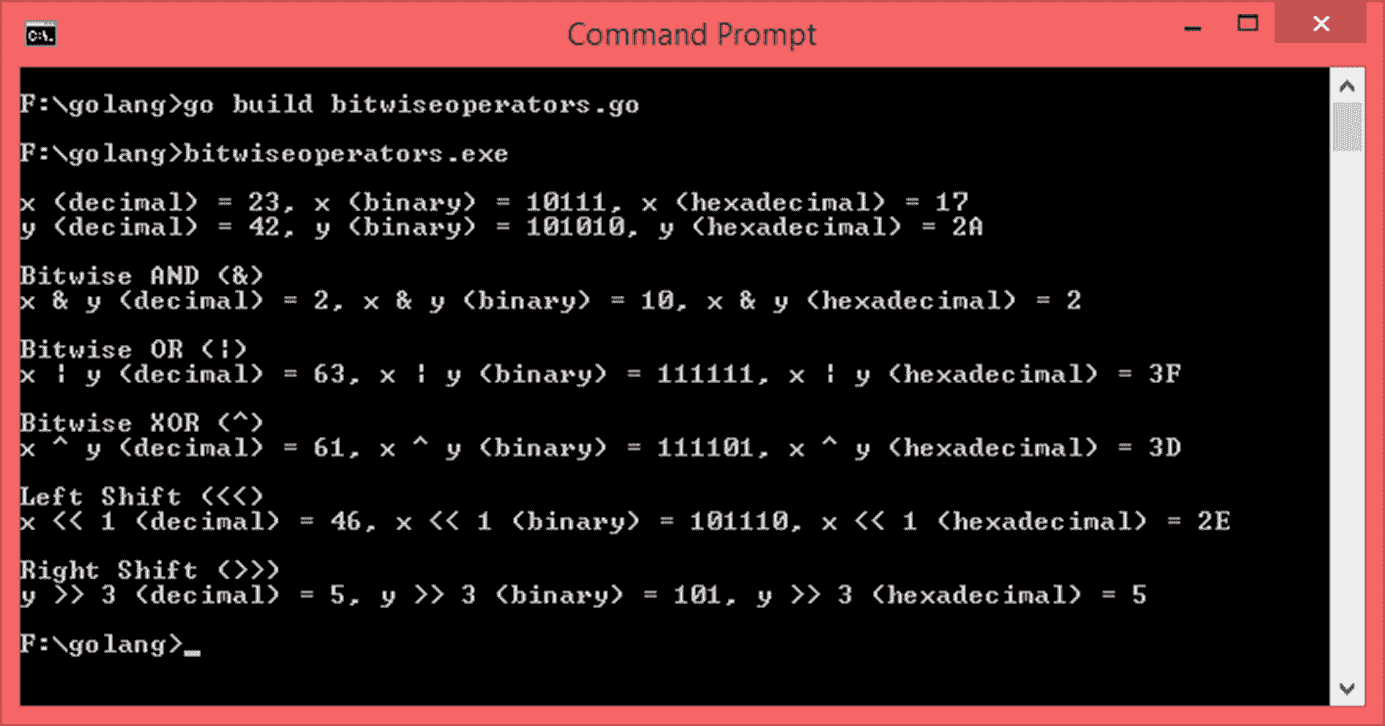 Command Prompt
F:\golang>go build bitwiseoperators.go
F:\golang>bitwiseoperators.exe
x (decimal) = 23, x (binary) = 10111, x (hexadecimal) = 17
y (decimal) = 42, y (binary) = 101010, y (hexadecimal) = 2A
Bitwise AND (&)
x & y (decimal) = 2, x & y (binary) = 10, x & y (hexadecimal) = 2
Bitwise OR (|)
x | y (decimal) = 63, x | y (binary) = 111111, x | y (hexadecimal) = 3F
Bitwise XOR (^)
x ^ y (decimal) = 61, x ^ y (binary) = 111101, x ^ y (hexadecimal) = 3D
Left Shift (<<)
x << 1 (decimal) = 46, x << 1 (binary) = 101110, x << 1 (hexadecimal) = 2E
Right Shift (>>)
y >> 3 (decimal) = 5, y >> 3 (binary) = 101, y >> 3 (hexadecimal) = 5
F:\golang>_